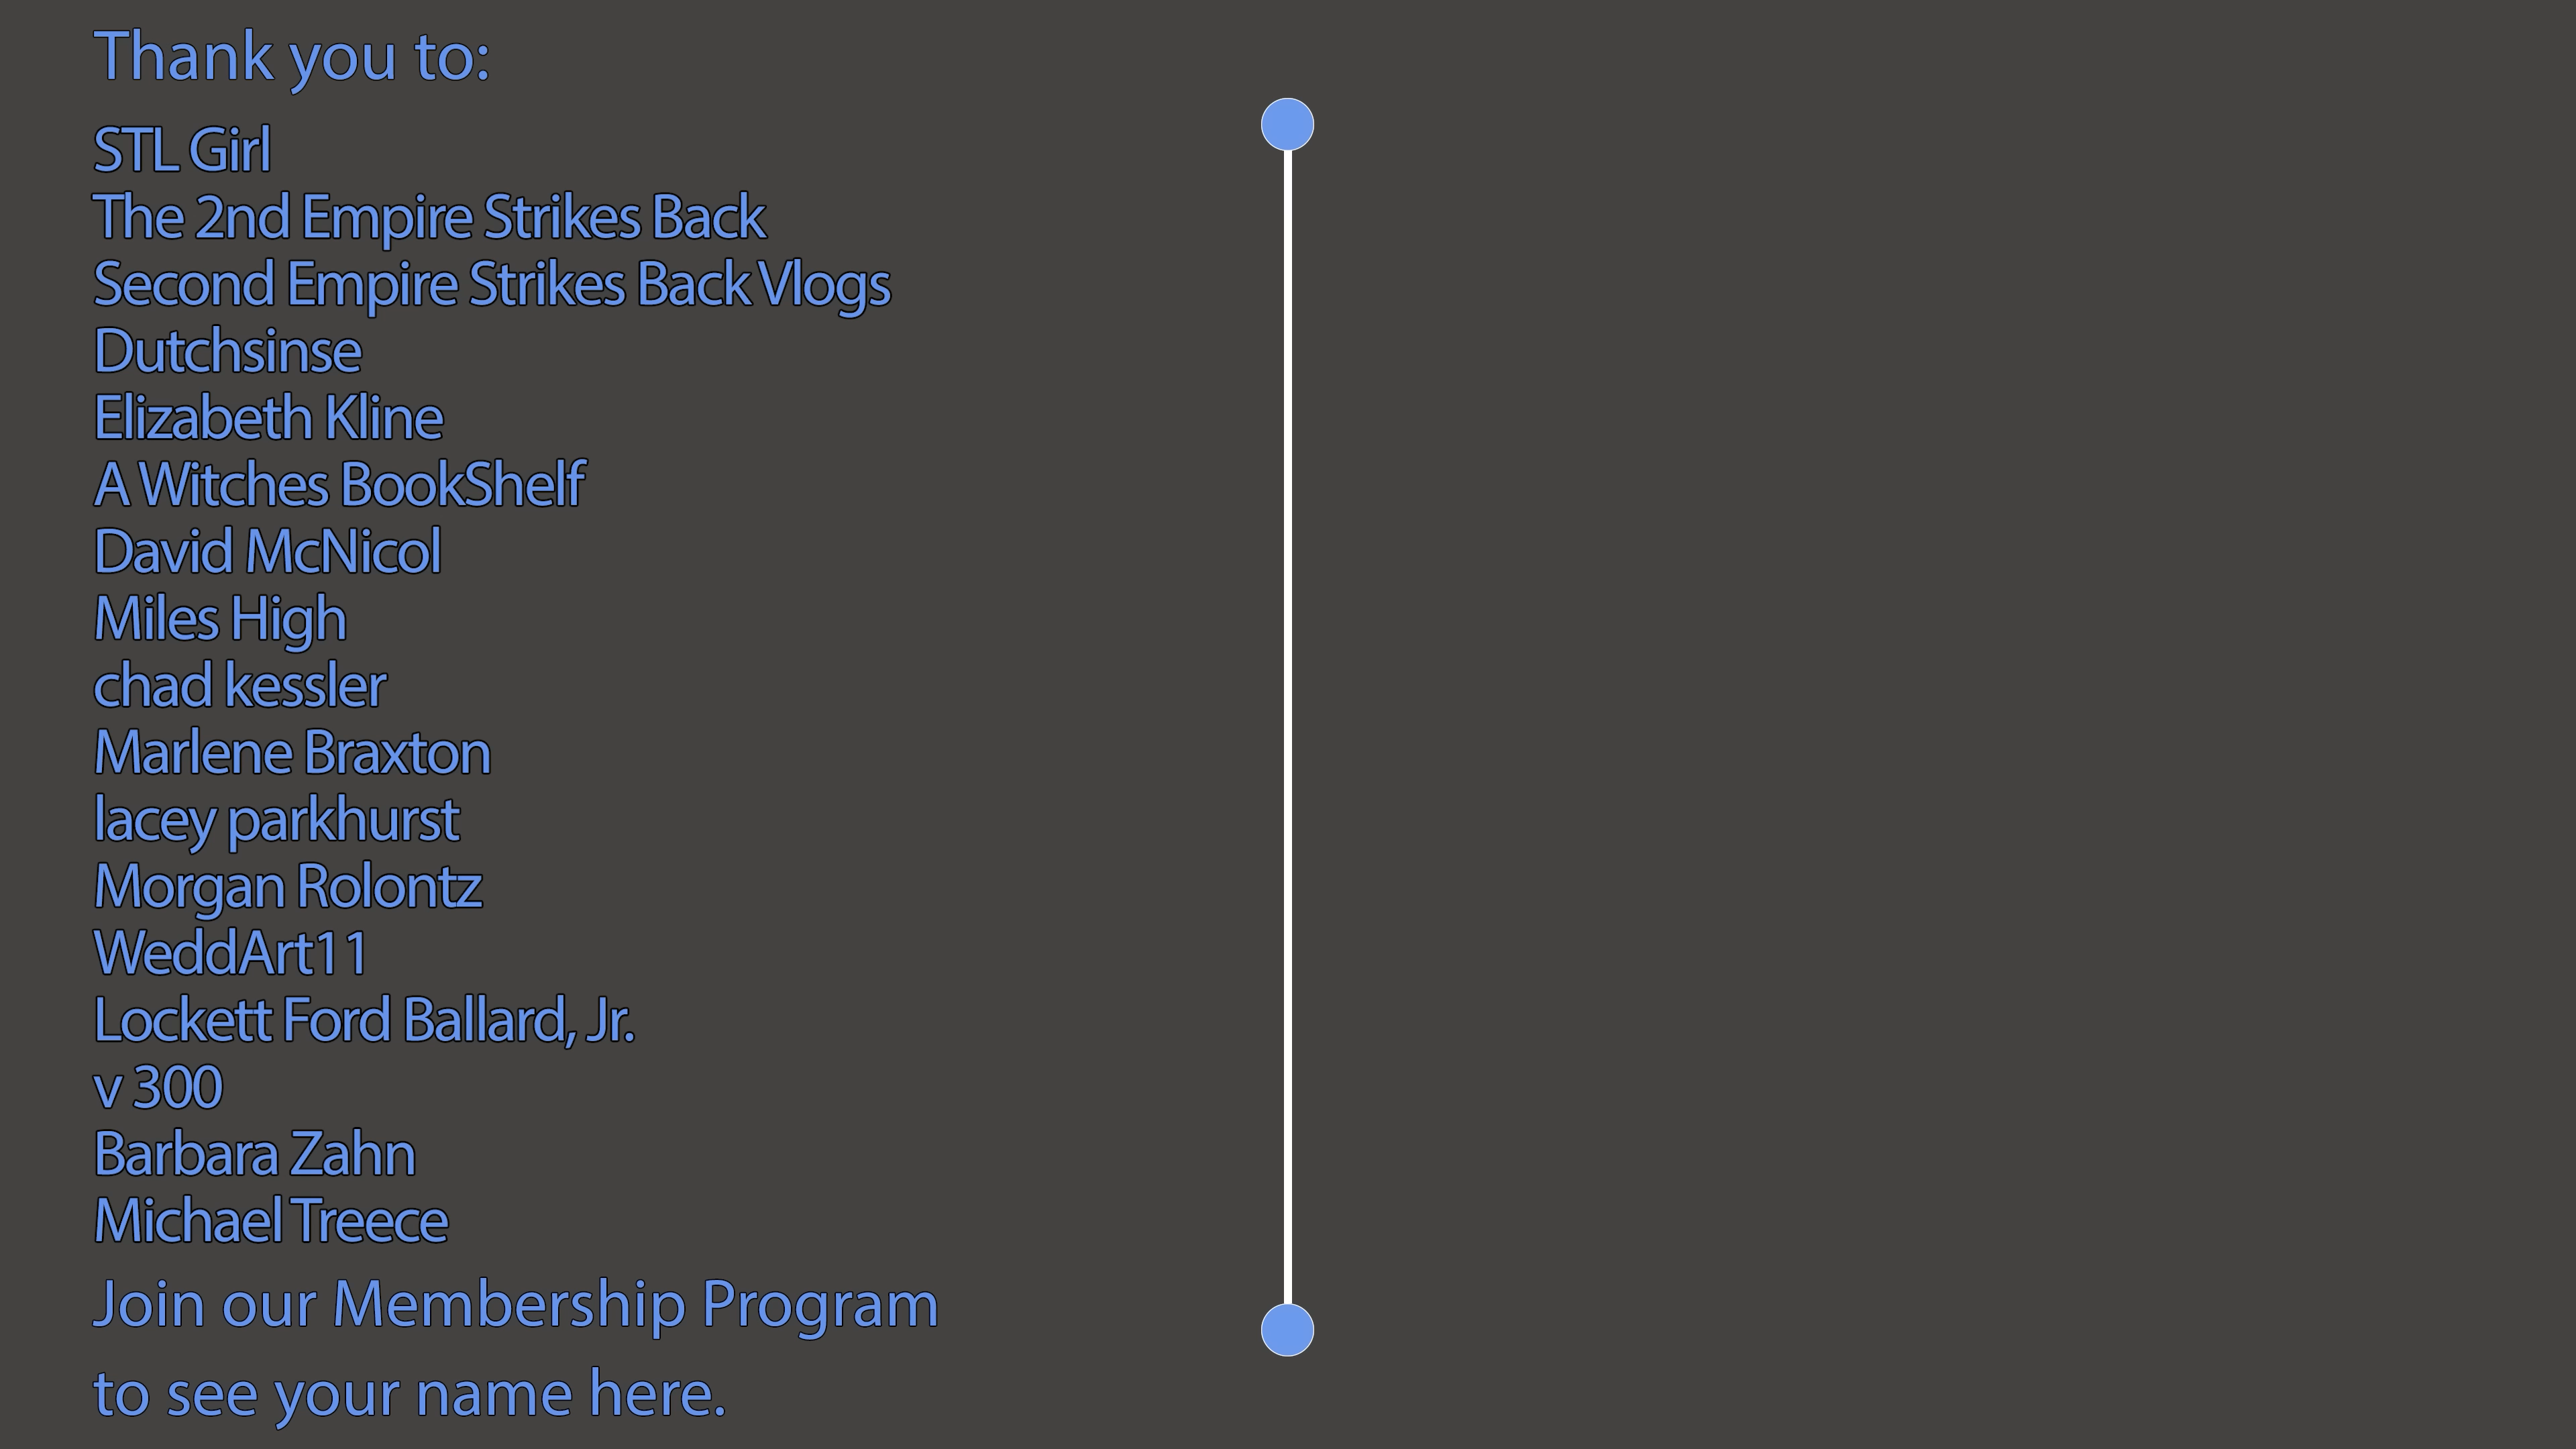 Thank you to:
STL Girl
The 2nd Empire Strikes Back
Second Empire Strikes Back Vlogs
Dutchsinse
Elizabeth Kline
A Witches BookShelf
David McNicol
Miles High
chad kessler
Marlene Braxton
lacey parkhurst
Morgan Rolontz
WeddArt11
Lockett Ford Ballard, Jr.
v 300
Barbara Zahn
Michael Treece
Join our Membership Program
to see your name here.